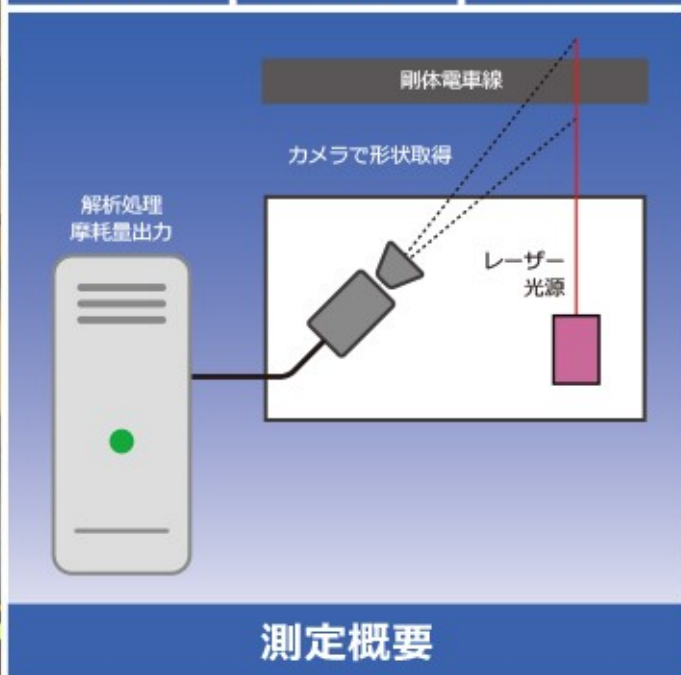 剛体電車線
カメラで形状取得
解析処理
摩耗量出力
レーザー
光源
測定概要